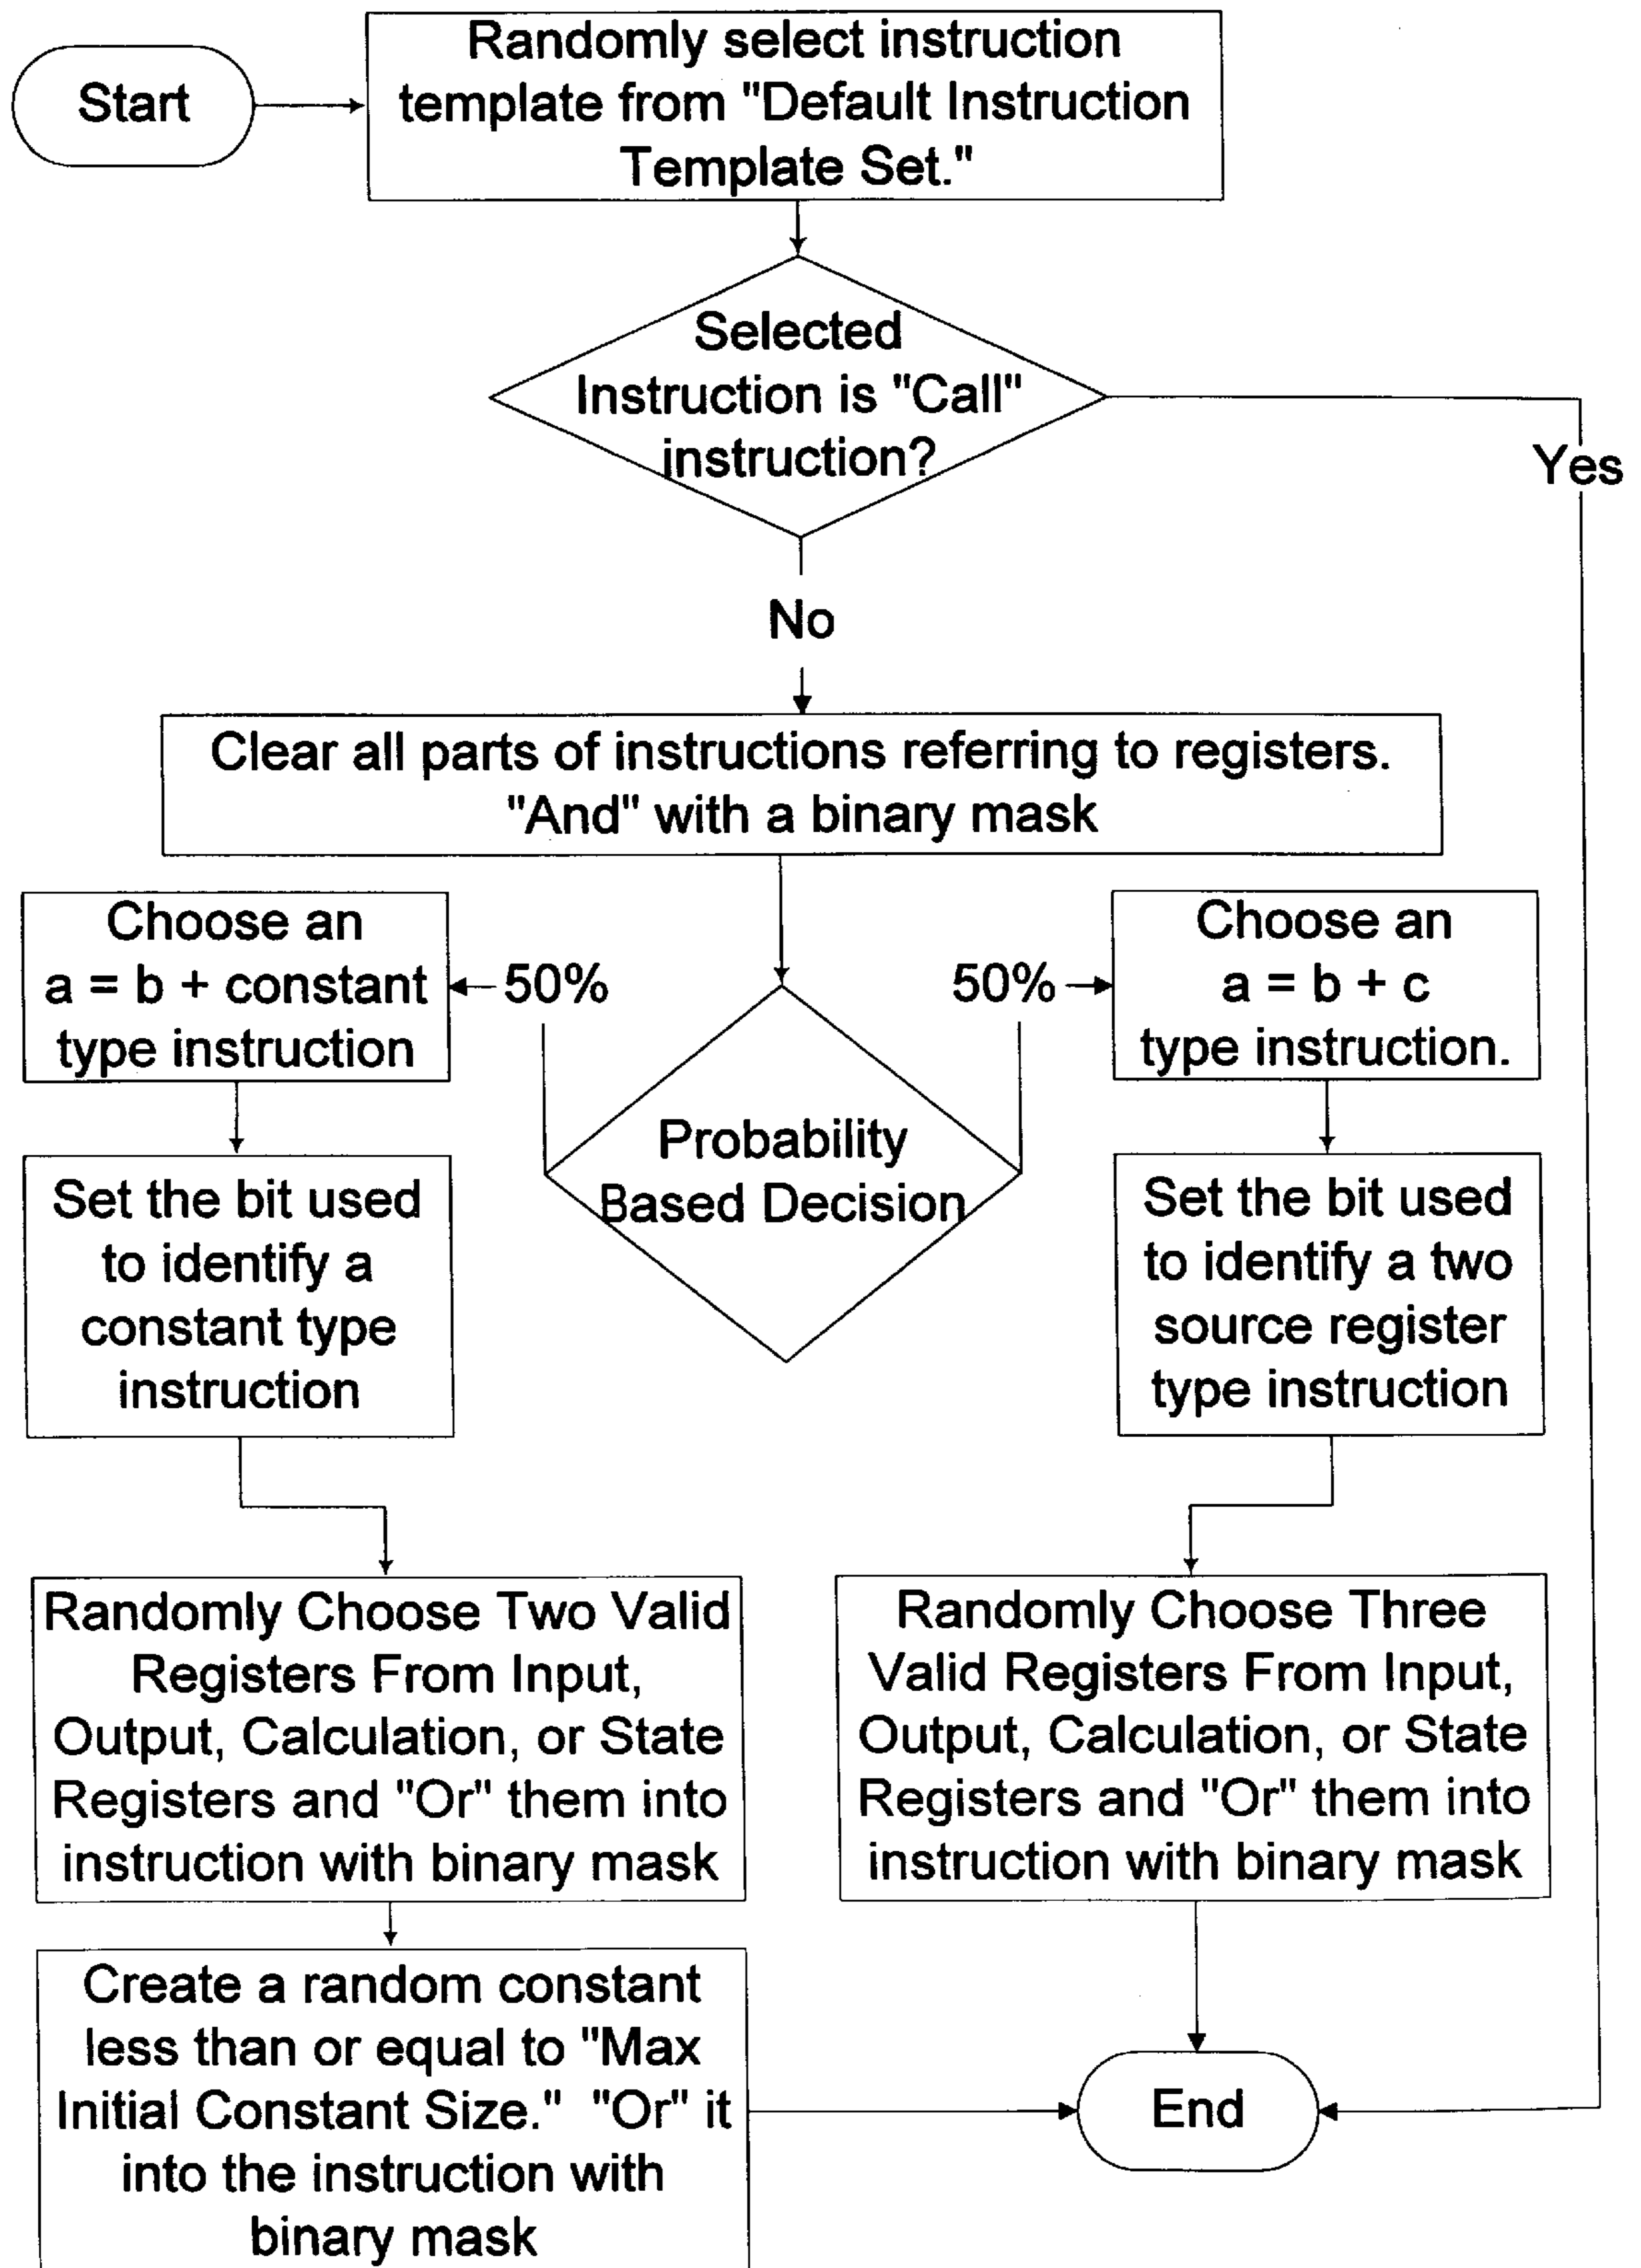 Start
Randomly select instruction
template from "Default Instruction
Template Set."
Selected
Instruction is "Call"
instruction?
Yes
No
Clear all parts of instructions referring to registers.
"And" with a binary mask
Choose an
a = b + constant
type instruction
50%
50%
Choose an
a = b + c
type instruction.
Probability
Based Decision
Set the bit used
to identify a
constant type
instruction
Set the bit used
to identify a two
source register
type instruction
Randomly Choose Two Valid
Registers From Input,
Output, Calculation, or State
Registers and "Or" them into
instruction with binary mask
Randomly Choose Three
Valid Registers From Input,
Output, Calculation, or State
Registers and "Or" them into
instruction with binary mask
Create a random constant
less than or equal to "Max
Initial Constant Size." "Or" it
into the instruction with
binary mask
End